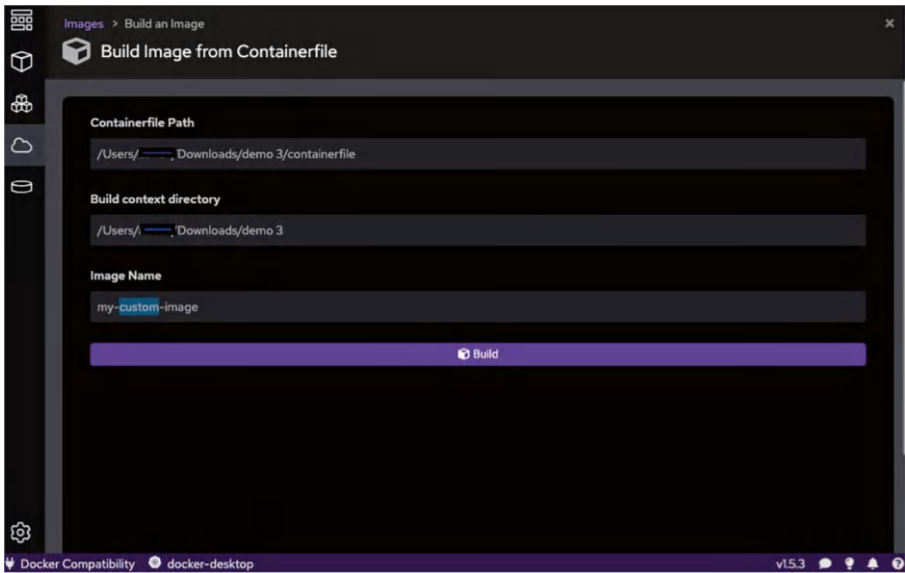 Images > Build an Image
Build Image from Containerfile
Containerfile Path
/Users/ /Downloads/demo 3/containerfile
Build context directory
/Users/ /Downloads/demo 3
Image Name
my-custom-image
Build
Docker Compatibility docker-desktop v1.5.3